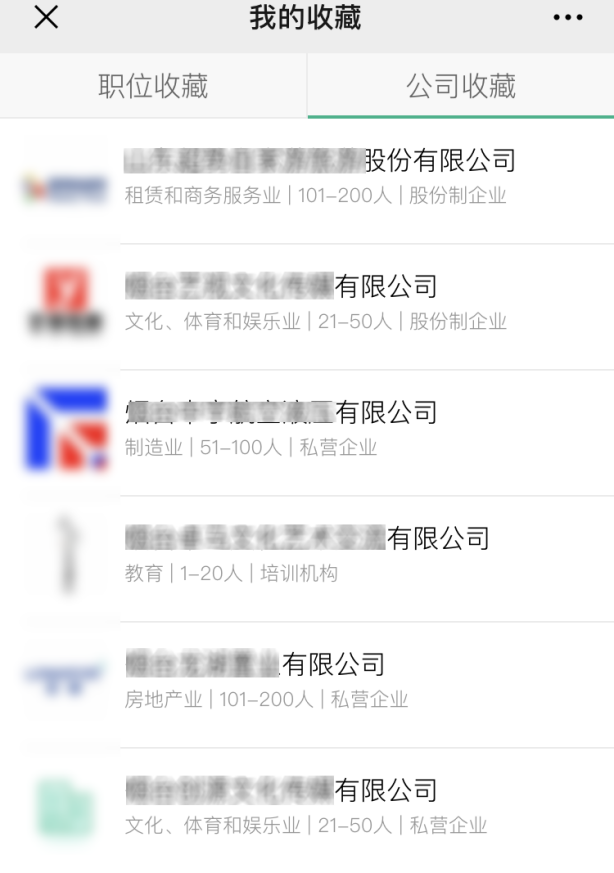 我的收藏
职位收藏
公司收藏
股份有限公司
租赁和商务服务业 | 101-200人 | 股份制企业
有限公司
文化、体育和娱乐业 | 21-50人 | 股份制企业
有限公司
制造业 | 51-100人 | 私营企业
有限公司
教育 | 1-20人 | 培训机构
有限公司
房地产业 | 101-200人 | 私营企业
有限公司
文化、体育和娱乐业 | 21-50人 | 私营企业